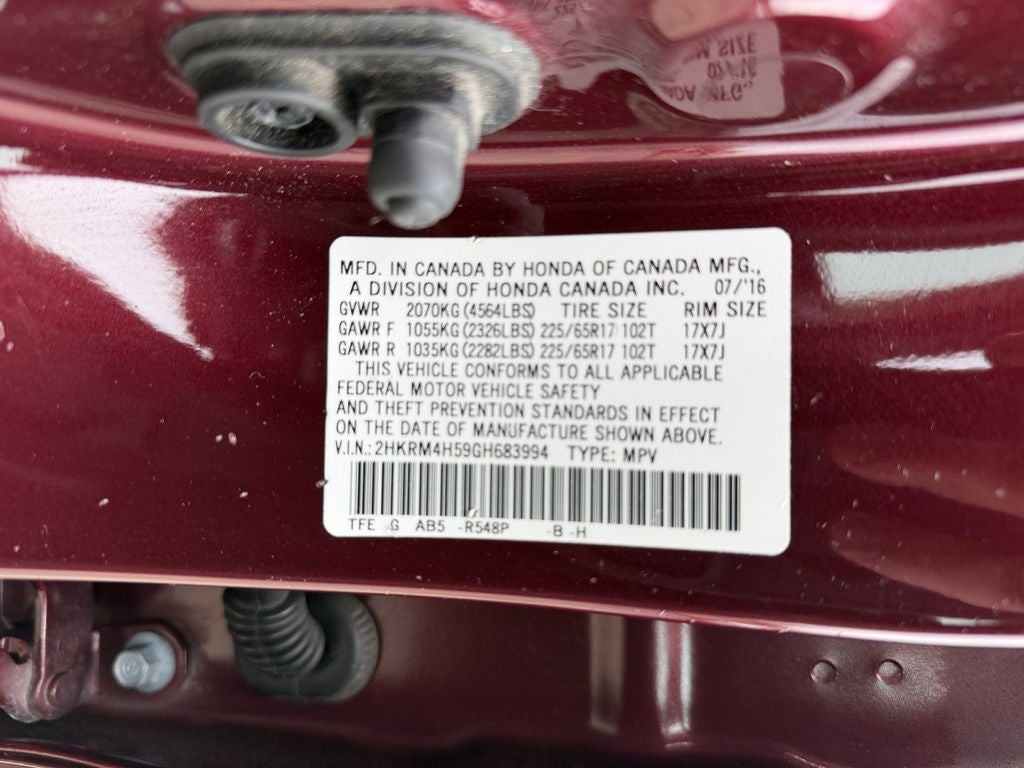 MFD. IN CANADA BY HONDA OF CANADA MFG.,
A DIVISION OF HONDA CANADA INC. 07/'16
GVWR 2070KG (4564LBS) TIRE SIZE RIM SIZE
GAWR F 1055KG (2326LBS) 225/65R17 102T 17X7J
GAWR R 1035KG (2282LBS) 225/65R17 102T 17X7J
THIS VEHICLE CONFORMS TO ALL APPLICABLE
FEDERAL MOTOR VEHICLE SAFETY
AND THEFT PREVENTION STANDARDS IN EFFECT
ON THE DATE OF MANUFACTURE SHOWN ABOVE.
V.I.N.: 2HKRM4H59GH683994 TYPE: MPV
TFE G AB5 -R548P -B -H